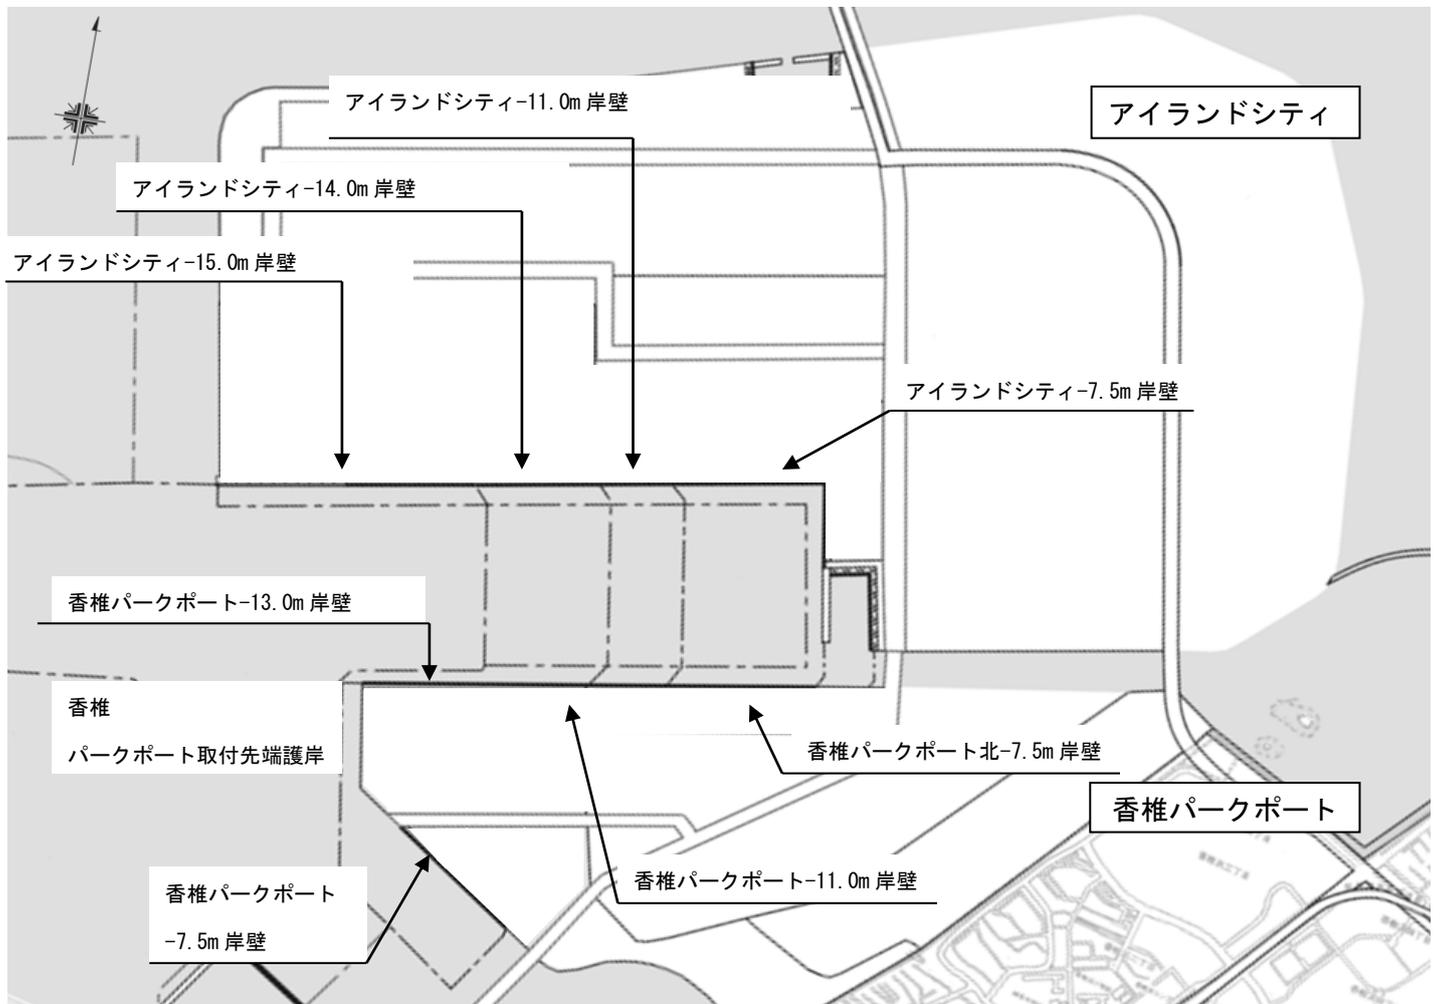 アイランドシティ-11.0m岸壁
アイランドシティ
アイランドシティ-14.0m岸壁
アイランドシティ-15.0m岸壁
アイランドシティ-7.5m岸壁
香椎パークポート-13.0m岸壁
香椎
パークポート取付先端護岸
香椎パークポート北-7.5m岸壁
香椎パークポート
香椎パークポート-11.0m岸壁
香椎パークポート
-7.5m岸壁